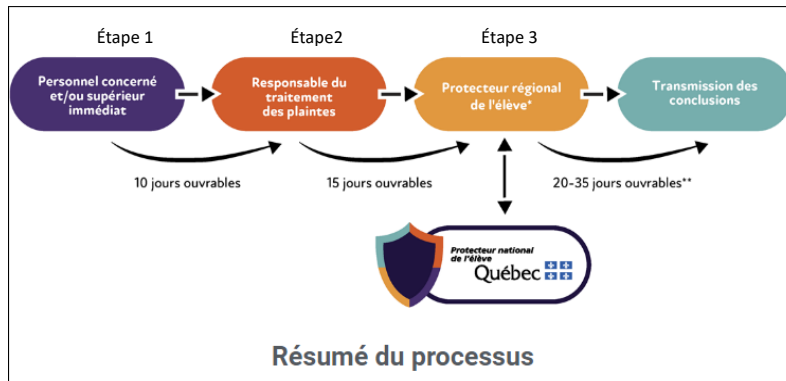 Étape 1
Étape2
Étape 3
Personnel concerné
et/ou supérieur
immédiat
Responsable du
traitement
des plaintes
Protecteur régional
de l'élève*
Transmission des
conclusions
10 jours ouvrables
15 jours ouvrables
20-35 jours ouvrables**
Protecteur national
de l'élève
Québec
Résumé du processus